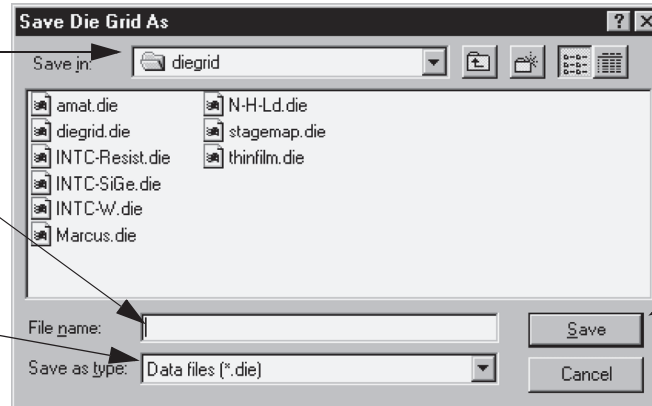 Save Die Grid As
Save in: diegrid
amat.die
diegrid.die
INTC-Resist.die
INTC-SiGe.die
INTC-W.die
Marcus.die
N-H-Ld.die
stagemap.die
thinfilm.die
File name:
Save
Save as type: Data files (*.die)
Cancel